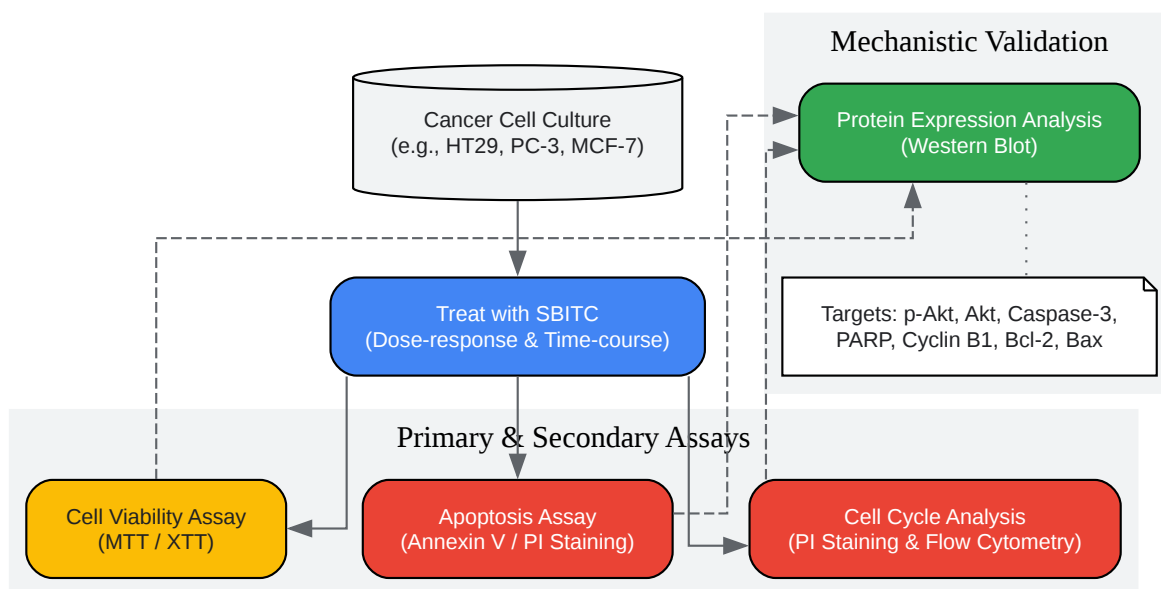 Mechanistic Validation
Cancer Cell Culture
(e.g., HT29, PC-3, MCF-7)
Protein Expression Analysis
(Western Blot)
Treat with SBITC
(Dose-response & Time-course)
Targets: p-Akt, Akt, Caspase-3,
PARP, Cyclin B1, Bcl-2, Bax
Primary & Secondary Assays
Cell Viability Assay
(MTT / XTT)
Apoptosis Assay
(Annexin V / PI Staining)
Cell Cycle Analysis
(PI Staining & Flow Cytometry)